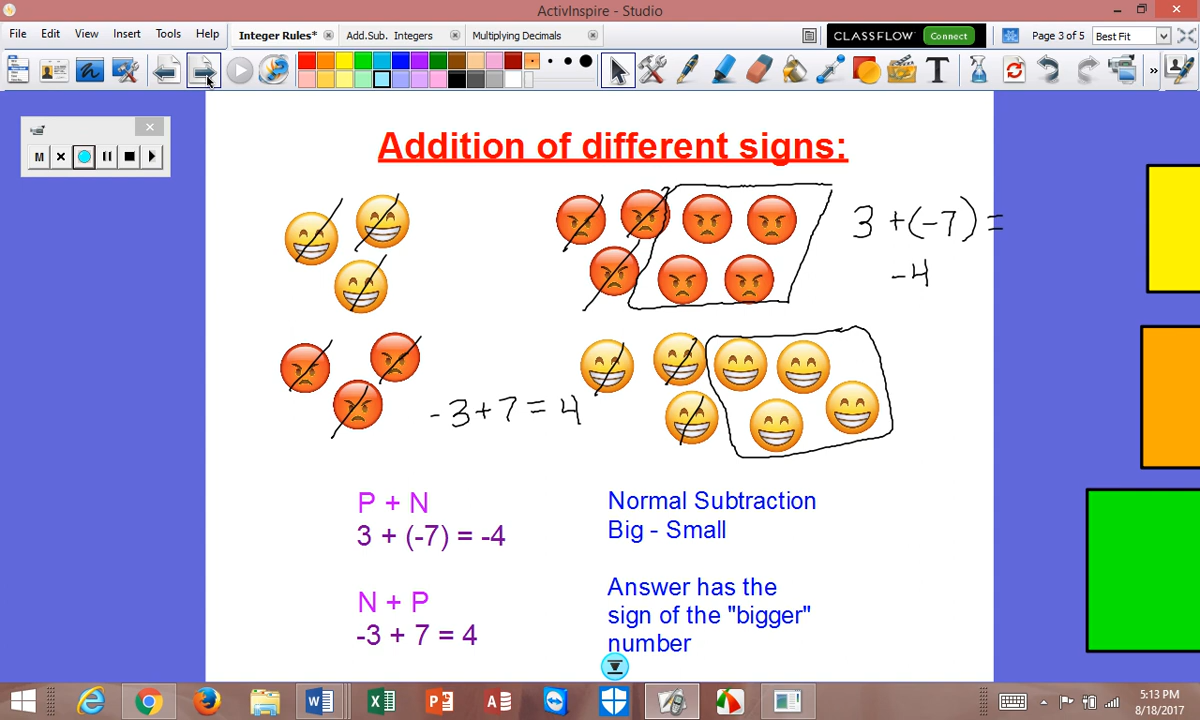 ActivInspire - Studio
File Edit View Insert Tools Help
Integer Rules* Add.Sub. Integers Multiplying Decimals
CLASSFLOW Connect
Page 3 of 5 Best Fit
M
Addition of different signs:
3 + (-7) =
-4
-3 + 7 = 4
P + N
3 + (-7) = -4
Normal Subtraction
Big - Small
N + P
-3 + 7 = 4
Answer has the
sign of the "bigger"
number
5:13 PM
8/18/2017